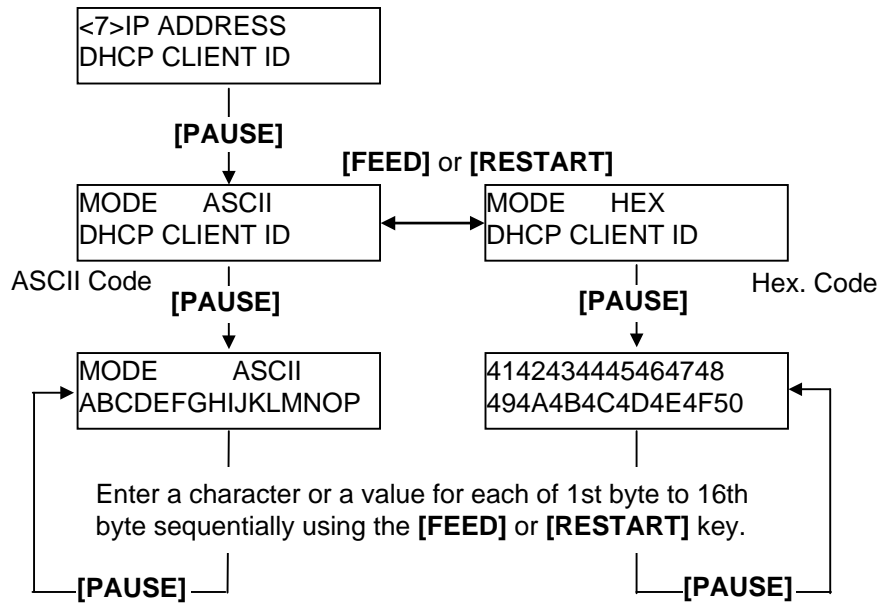 <7>IP ADDRESS
DHCP CLIENT ID
[PAUSE]
[FEED] or [RESTART]
MODE ASCII
DHCP CLIENT ID
MODE HEX
DHCP CLIENT ID
ASCII Code
[PAUSE]
[PAUSE]
Hex. Code
MODE ASCII
ABCDEFGHIJKLMNOP
4142434445464748
494A4B4C4D4E4F50
Enter a character or a value for each of 1st byte to 16th
byte sequentially using the [FEED] or [RESTART] key.
[PAUSE]
[PAUSE]